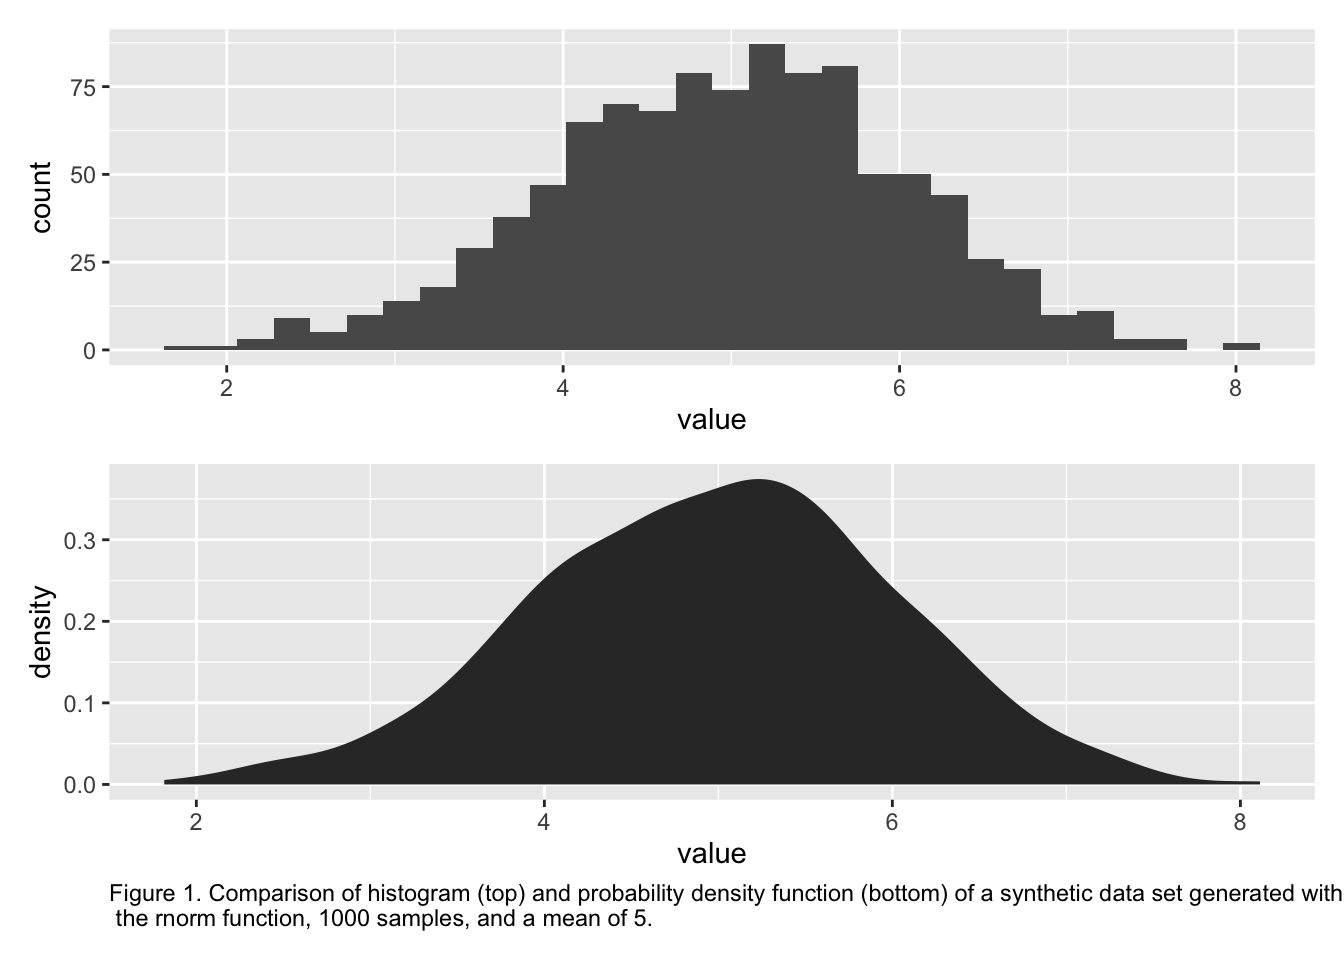 75
50
25
0
count
2 4 6 8
value
0.3
0.2
0.1
0.0
density
2 4 6 8
value
Figure 1. Comparison of histogram (top) and probability density function (bottom) of a synthetic data set generated with
the rnorm function, 1000 samples, and a mean of 5.